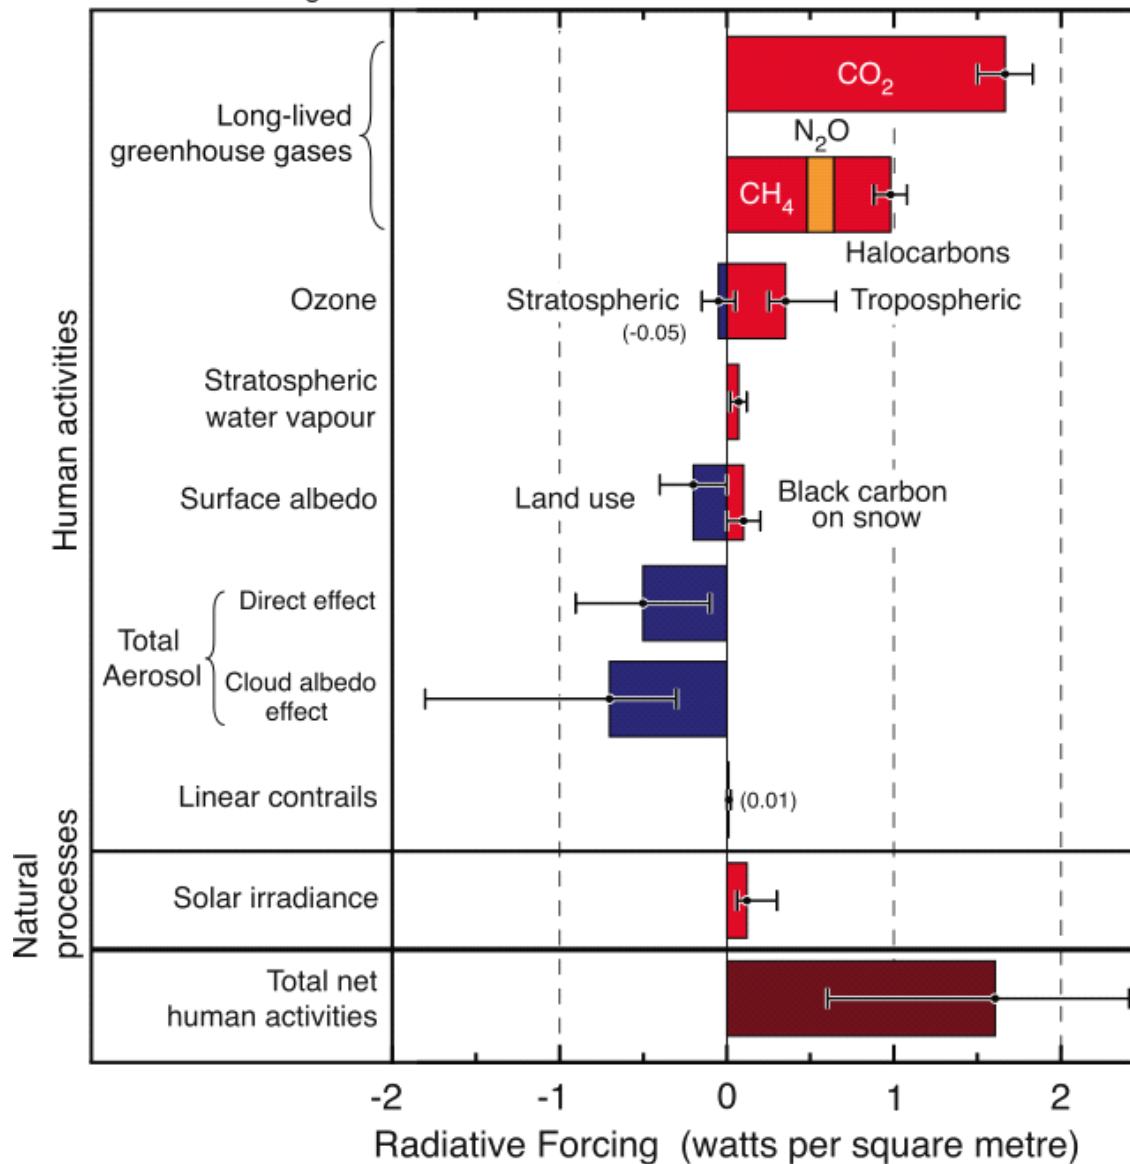 CO2
Long-lived
greenhouse gases
N2O
CH4
Halocarbons
Ozone
Stratospheric
(-0.05)
Tropospheric
Stratospheric
water vapour
Human activities
Surface albedo
Land use
Black carbon
on snow
Total
Aerosol
Direct effect
Cloud albedo
effect
Linear contrails
(0.01)
Natural
processes
Solar irradiance
Total net
human activities
-2 -1 0 1 2
Radiative Forcing (watts per square metre)